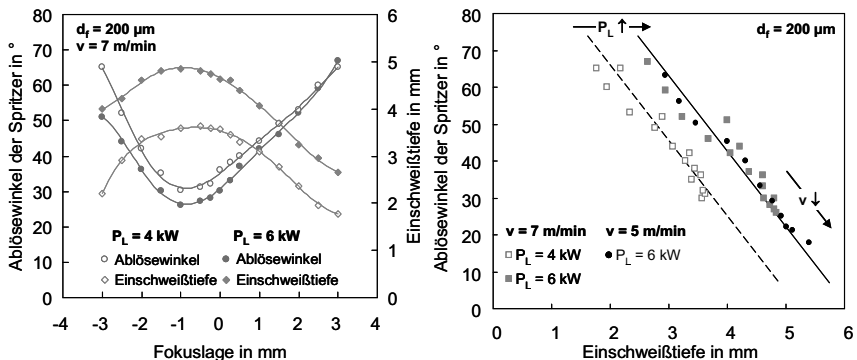 80
70
60
50
40
30
20
10
0
Ablösewinkel der Spritzer in °
d_f = 200 µm
v = 7 m/min
6
5
4
3
2
1
0
Einschweißtiefe in mm
P_L = 4 kW
P_L = 6 kW
Ablösewinkel
Ablösewinkel
Einschweißtiefe
Einschweißtiefe
-4
-3
-2
-1
0
1
2
3
4
Fokuslage in mm
80
70
60
50
40
30
20
10
0
Ablösewinkel der Spritzer in °
P_L ↑
d_f = 200 µm
v ↓
v = 7 m/min
v = 5 m/min
P_L = 4 kW
P_L = 6 kW
P_L = 6 kW
0
1
2
3
4
5
6
Einschweißtiefe in mm